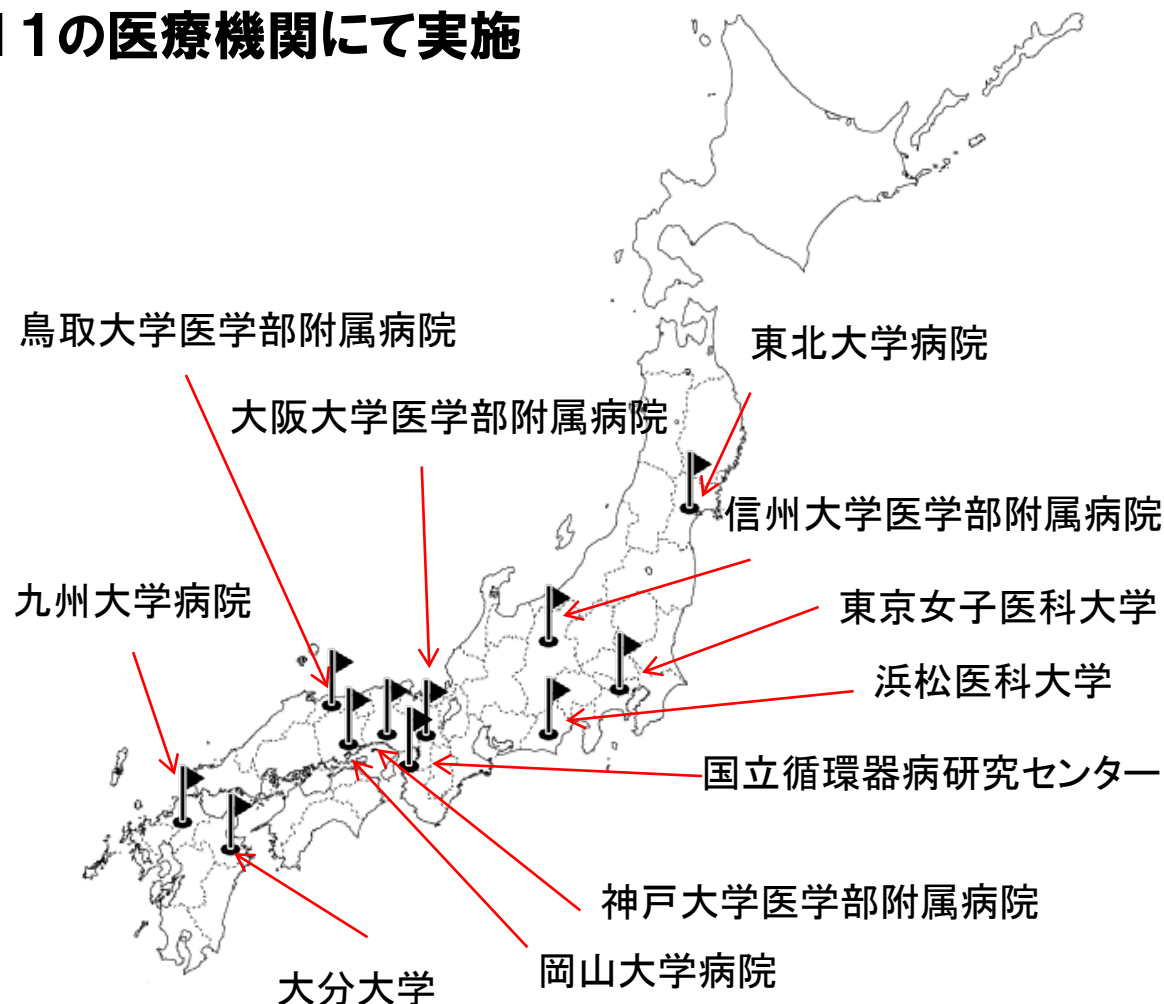 11の医療機関にて実施
鳥取大学医学部附属病院
東北大学病院
大阪大学医学部附属病院
信州大学医学部附属病院
九州大学病院
東京女子医科大学
浜松医科大学
国立循環器病研究センター
神戸大学医学部附属病院
岡山大学病院
大分大学